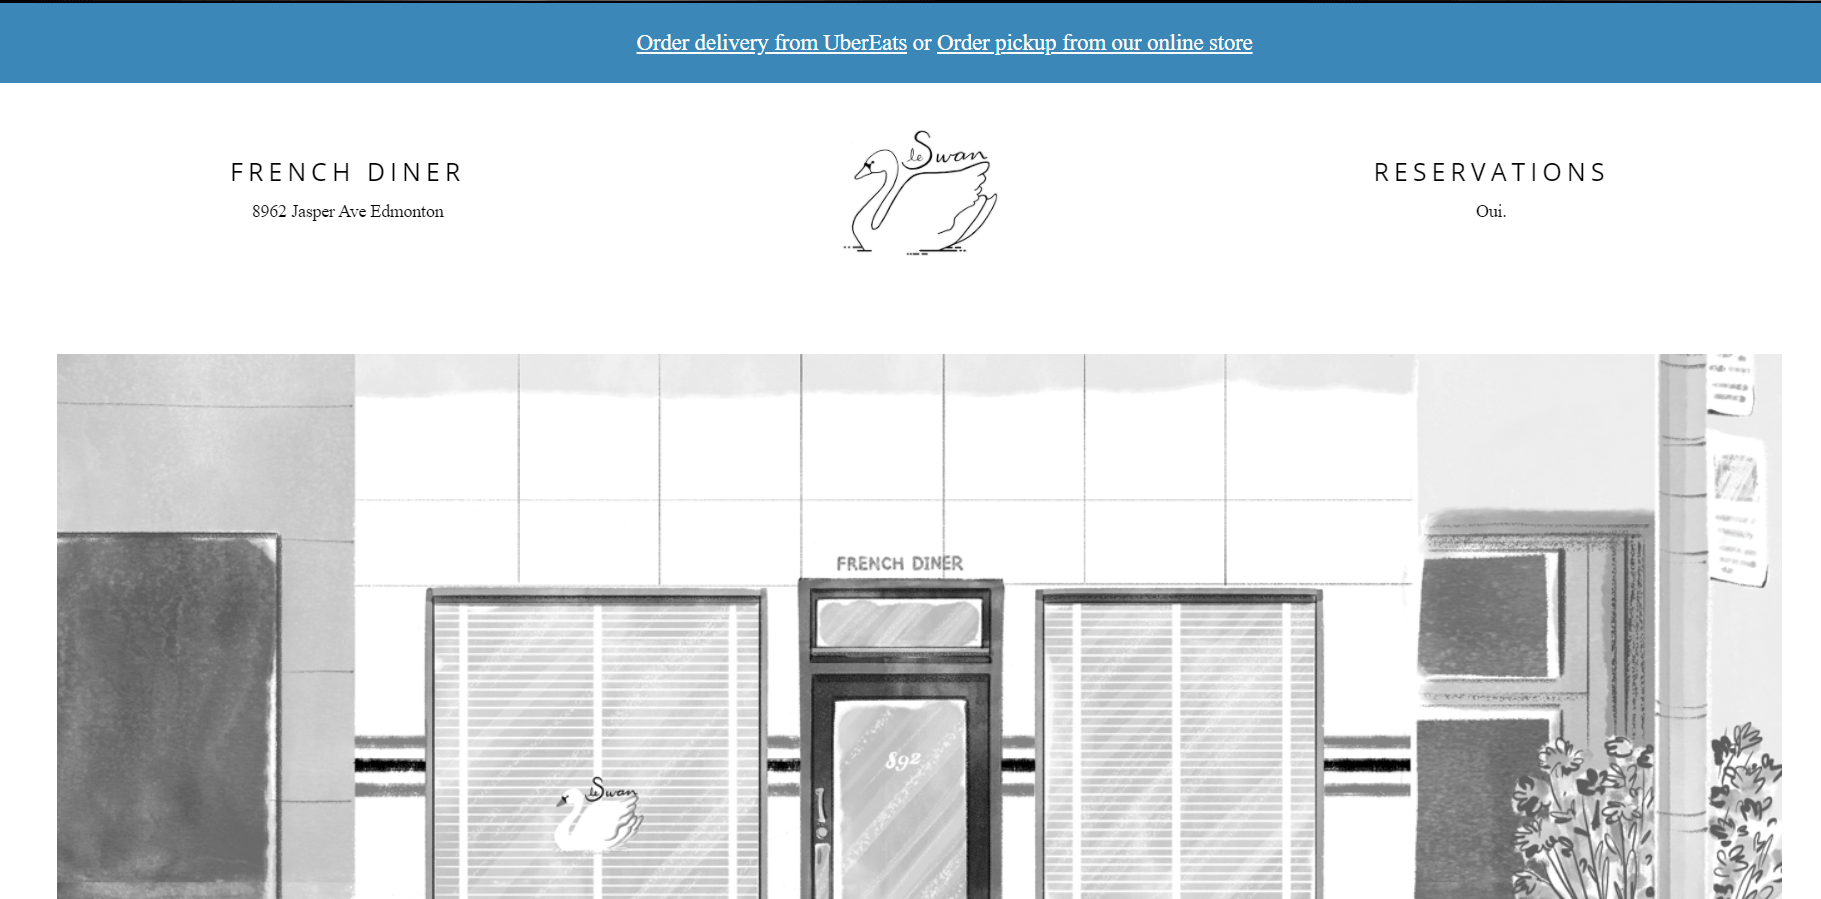 Order delivery from UberEats or Order pickup from our online store
FRENCH DINER
8962 Jasper Ave Edmonton
le Swan
RESERVATIONS
Oui.
FRENCH DINER
892
le Swan